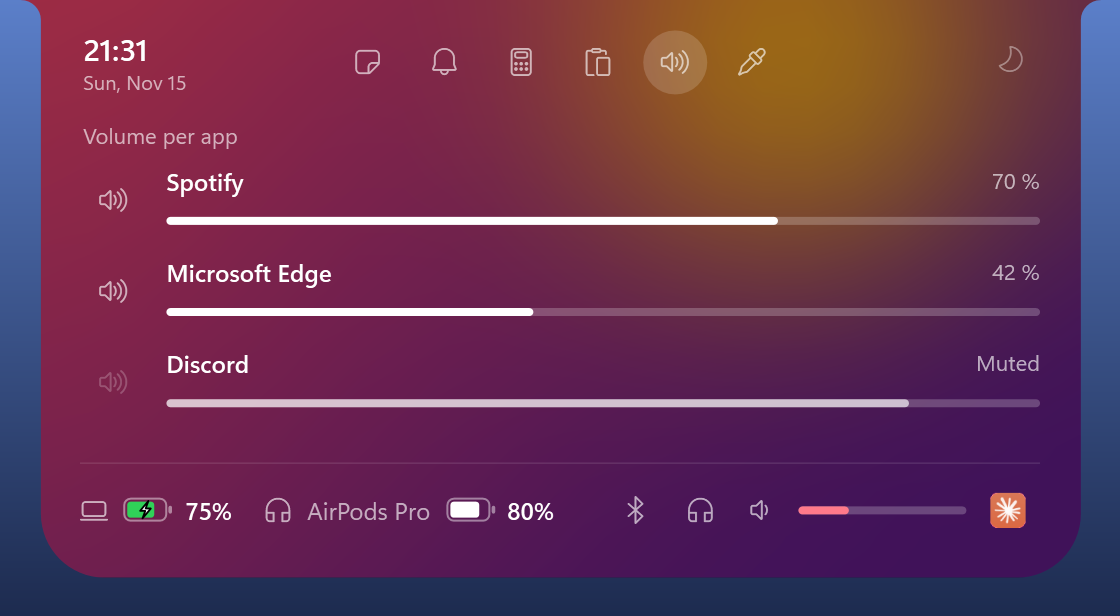 21:31
Sun, Nov 15
Volume per app
Spotify
70 %
Microsoft Edge
42 %
Discord
Muted
75%
AirPods Pro
80%